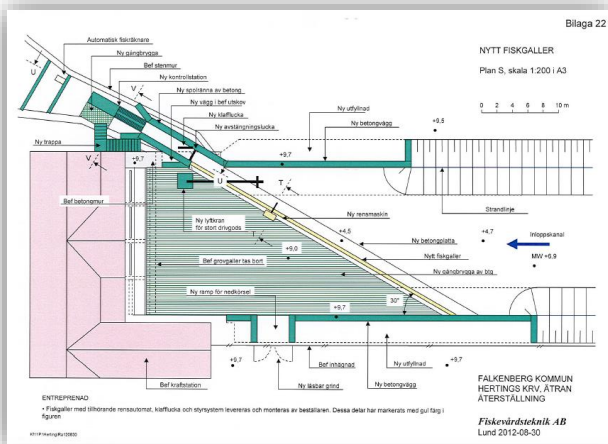 Bilaga 22
NYTT FISKGALLER
Plan S, skala 1:200 i A3
0 2 4 6 8 10 m
Automatisk fiskräknare
Ny gångbrygga
Bef stenmur
Ny kontrollstation
Ny spolränna av betong
Ny vägg i bef utskov
Ny klafflucka
Ny avstängningslucka
Ny utfyllnad
Ny betongvägg
+9,5
U
V
Ny trappa
+9,7
+9,7
V
U
T
Bef betongmur
Strandlinje
Ny rensmaskin
Ny lyftkran
för stort drivgods
T
+4,5
Ny betongplatta
+4,7
Inloppskanal
+9,0
Nytt fiskgaller
MW +6,9
Bef grovgaller tas bort
Ny gångbrygga av btg
Ny ramp för nedkörsel
30°
+9,7
+9,7
Bef inhägnad
Ny utfyllnad
+9,7
Bef kraftstation
Ny låsbar grind
Ny betongvägg
FALKENBERG KOMMUN
HERTINGS KRV, ÄTRAN
ÅTERSTÄLLNING
ENTREPRENAD
• Fiskgaller med tillhörande rensautomat, klafflucka och styrsystem levereras och monteras av beställaren. Dessa delar har markerats med gul färg i
figuren
Fiskevårdsteknik AB
Lund 2012-08-30